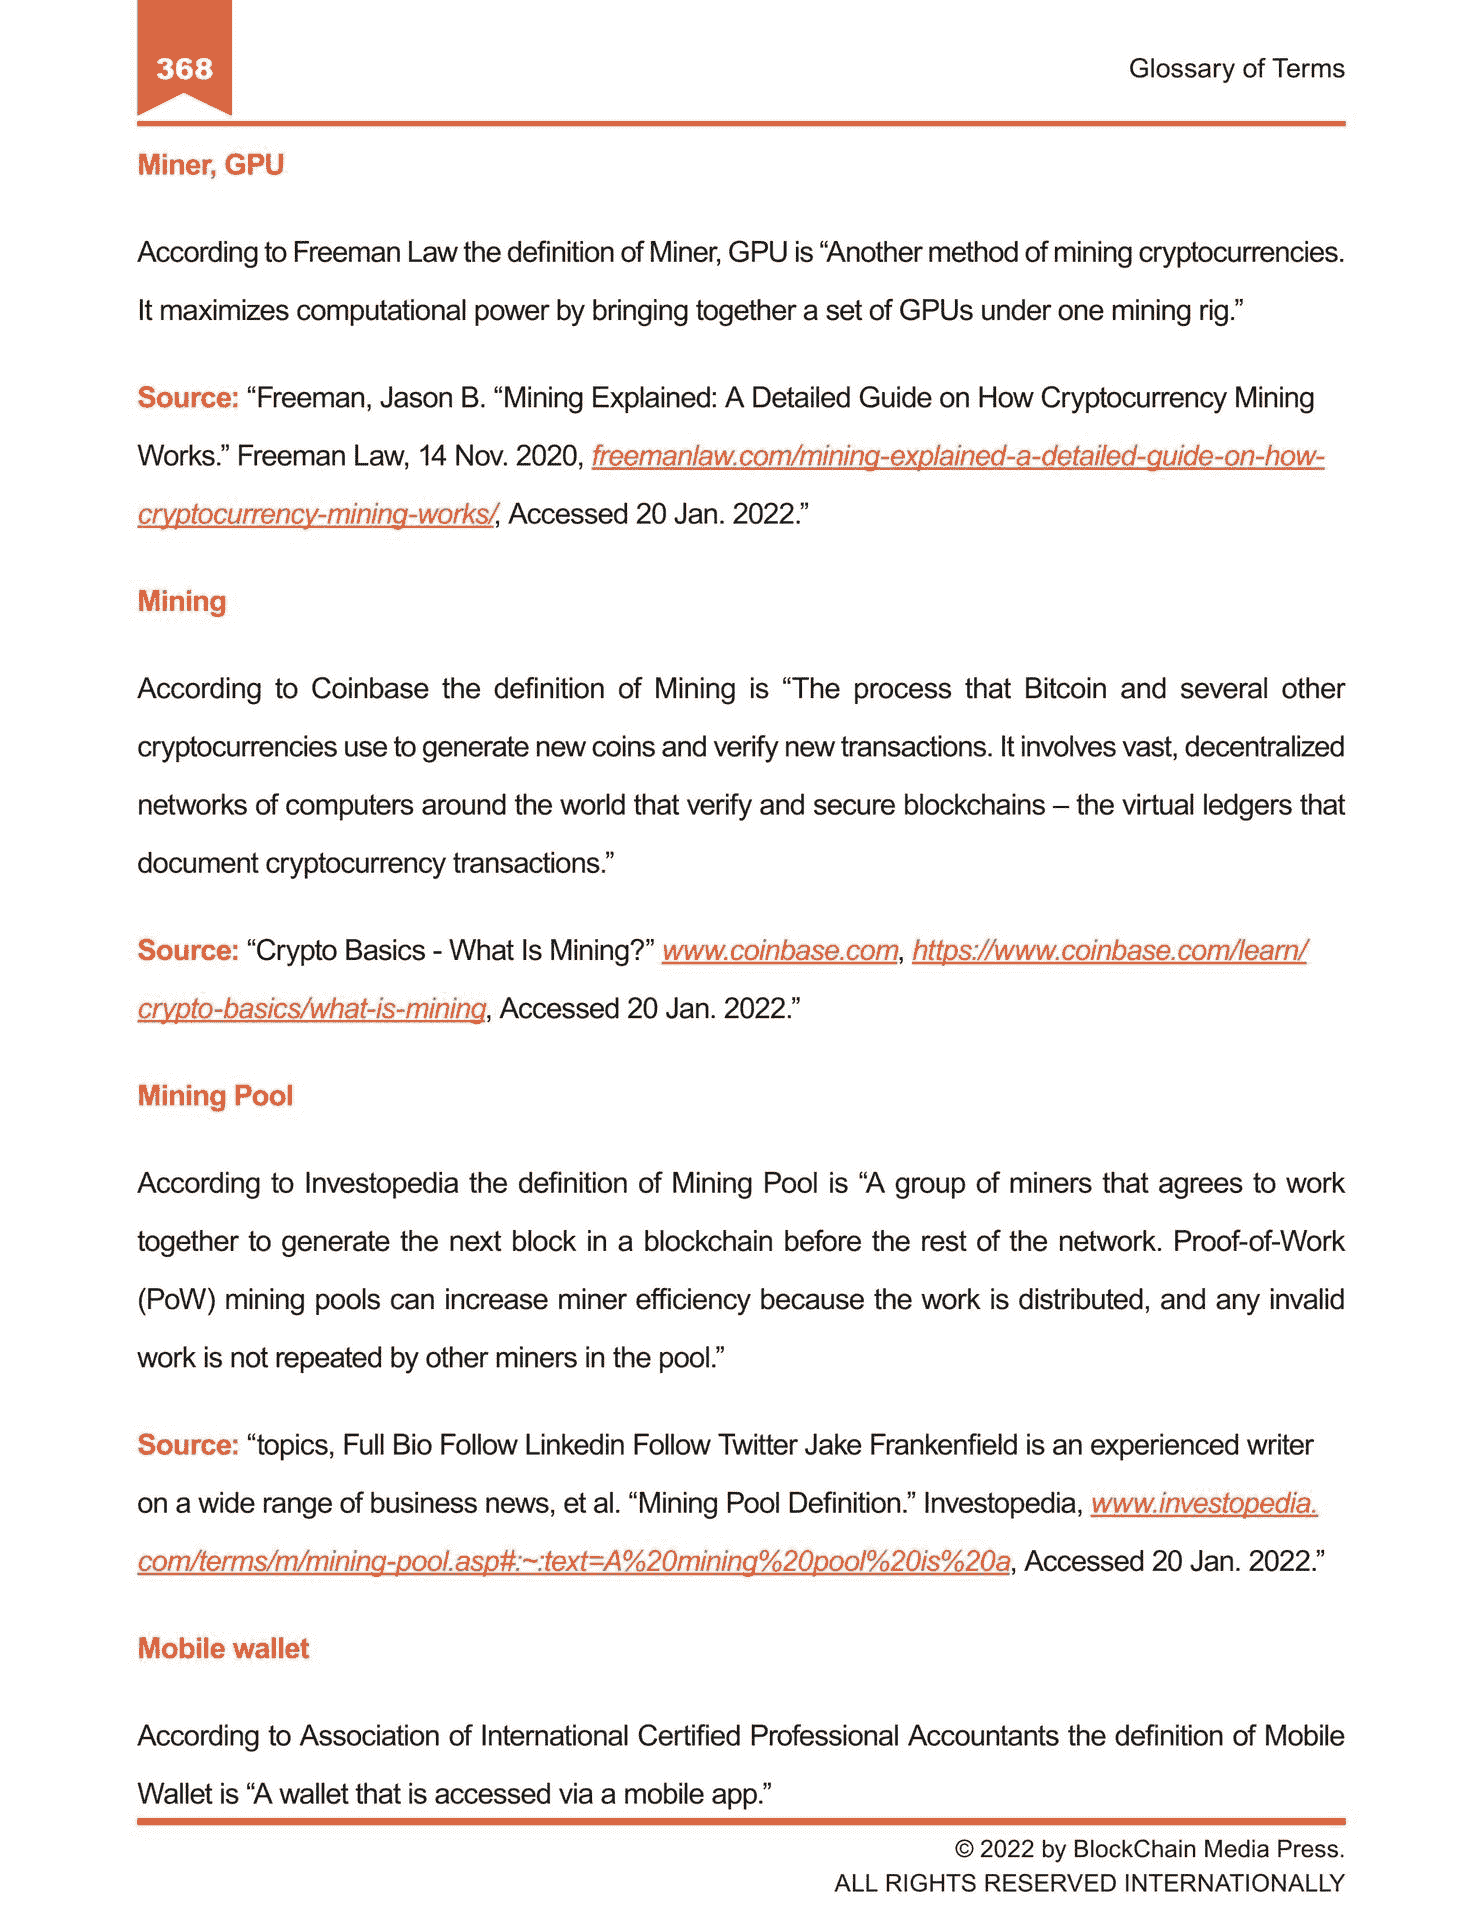 368
Glossary of Terms
Miner, GPU
According to Freeman Law the definition of Miner, GPU is “Another method of mining cryptocurrencies.
It maximizes computational power by bringing together a set of GPUs under one mining rig.”
Source: “Freeman, Jason B. “Mining Explained: A Detailed Guide on How Cryptocurrency Mining
Works.” Freeman Law, 14 Nov. 2020, freemanlaw.com/mining-explained-a-detailed-guide-on-how-
cryptocurrency-mining-works/, Accessed 20 Jan. 2022.”
Mining
According to Coinbase the definition of Mining is “The process that Bitcoin and several other
cryptocurrencies use to generate new coins and verify new transactions. It involves vast, decentralized
networks of computers around the world that verify and secure blockchains – the virtual ledgers that
document cryptocurrency transactions.”
Source: “Crypto Basics - What Is Mining?” www.coinbase.com, https://www.coinbase.com/learn/
crypto-basics/what-is-mining, Accessed 20 Jan. 2022.”
Mining Pool
According to Investopedia the definition of Mining Pool is “A group of miners that agrees to work
together to generate the next block in a blockchain before the rest of the network. Proof-of-Work
(PoW) mining pools can increase miner efficiency because the work is distributed, and any invalid
work is not repeated by other miners in the pool.”
Source: “topics, Full Bio Follow Linkedin Follow Twitter Jake Frankenfield is an experienced writer
on a wide range of business news, et al. “Mining Pool Definition.” Investopedia, www.investopedia.
com/terms/m/mining-pool.asp#:~:text=A%20mining%20pool%20is%20a, Accessed 20 Jan. 2022.”
Mobile wallet
According to Association of International Certified Professional Accountants the definition of Mobile
Wallet is “A wallet that is accessed via a mobile app.”
© 2022 by BlockChain Media Press.
ALL RIGHTS RESERVED INTERNATIONALLY